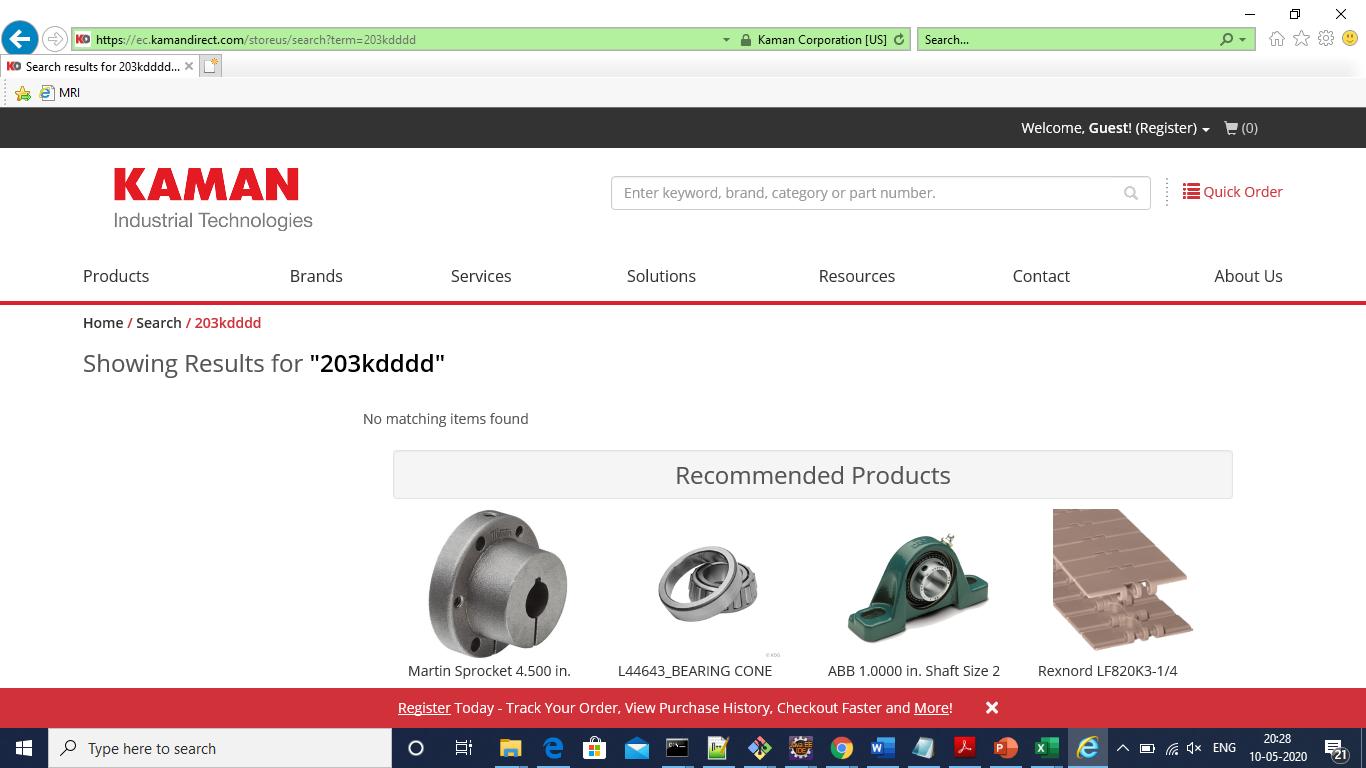 https://ec.kamandirect.com/storeus/search?term=203kdddd
Kaman Corporation [US]
Search...
KD Search results for 203kdddd...
MRI
Welcome, Guest! (Register) (0)
KAMAN
Industrial Technologies
Enter keyword, brand, category or part number.
Quick Order
Products Brands Services Solutions Resources Contact About Us
Home / Search / 203kdddd
Showing Results for "203kdddd"
No matching items found
Recommended Products
Martin Sprocket 4.500 in. L44643_BEARING CONE ABB 1.0000 in. Shaft Size 2 Rexnord LF820K3-1/4
Register Today - Track Your Order, View Purchase History, Checkout Faster and More!
Type here to search
ENG
20:28
10-05-2020
21